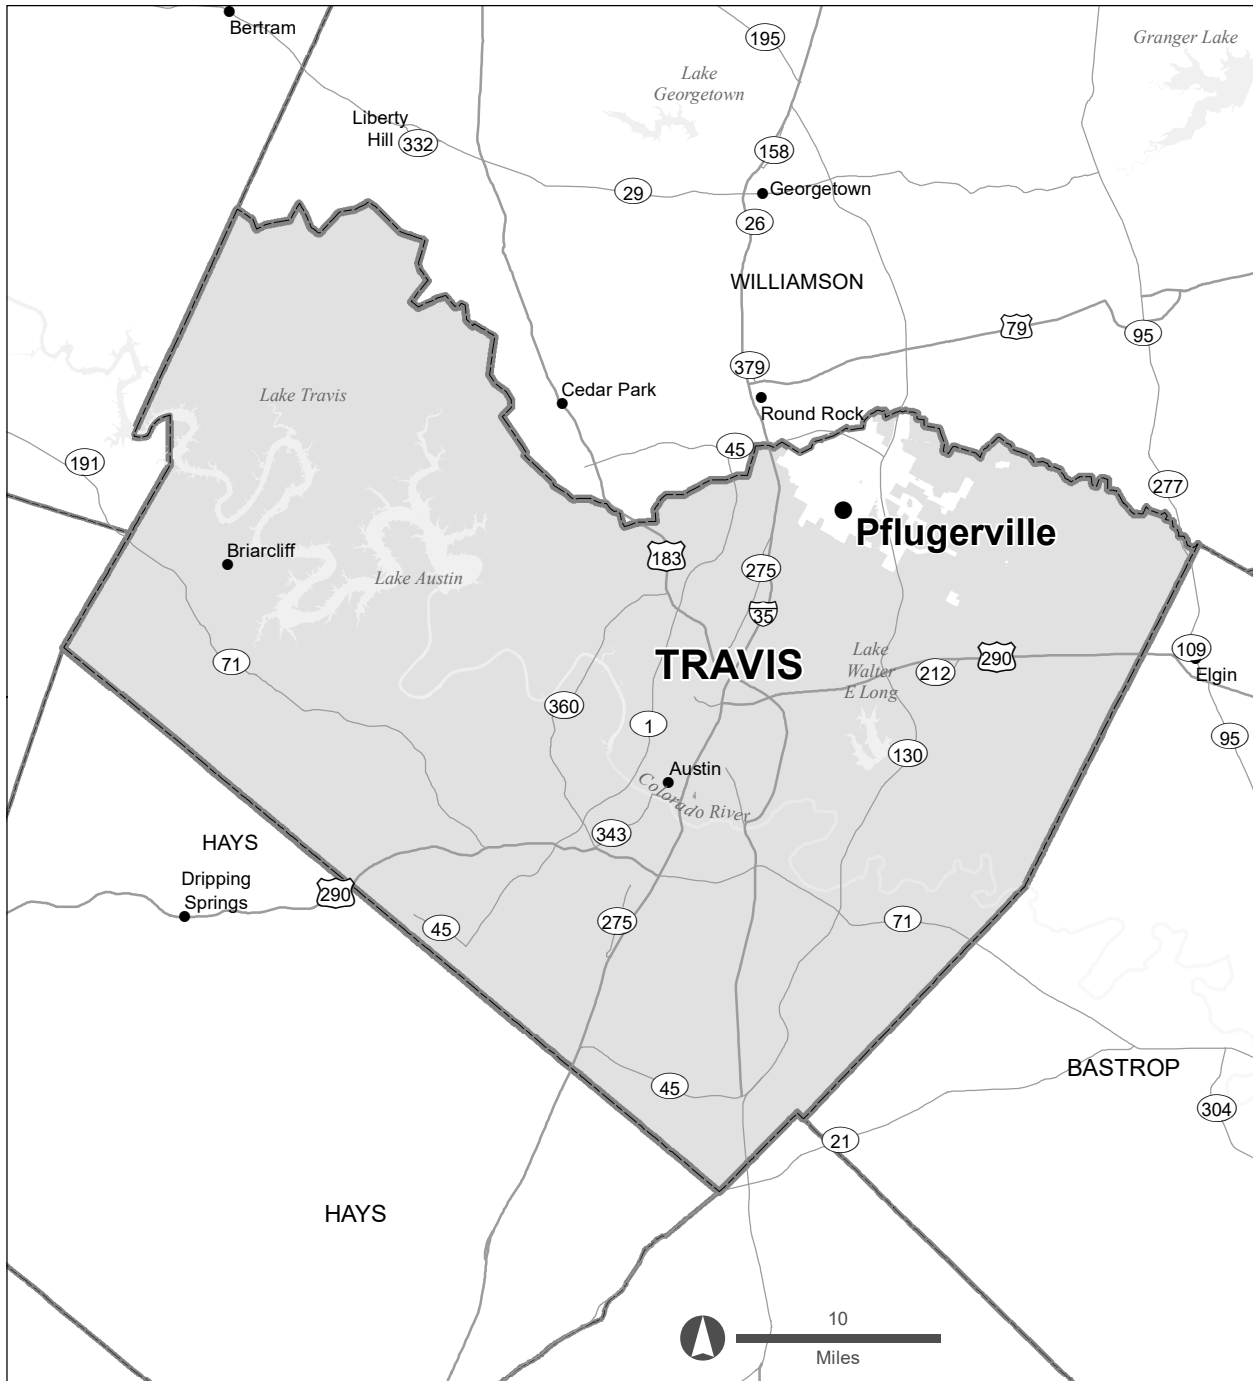 Bertram
195
Granger Lake
Lake
Georgetown
Liberty
Hill
332
158
29
Georgetown
26
WILLIAMSON
79
95
379
Cedar Park
Lake Travis
Round Rock
45
191
277
Pflugerville
Briarcliff
183
275
Lake Austin
35
71
TRAVIS
Lake
Walter
E Long
290
212
109
Elgin
360
1
130
95
Austin
Colorado River
343
HAYS
Dripping
Springs
290
45
275
71
45
BASTROP
304
21
HAYS
10
Miles